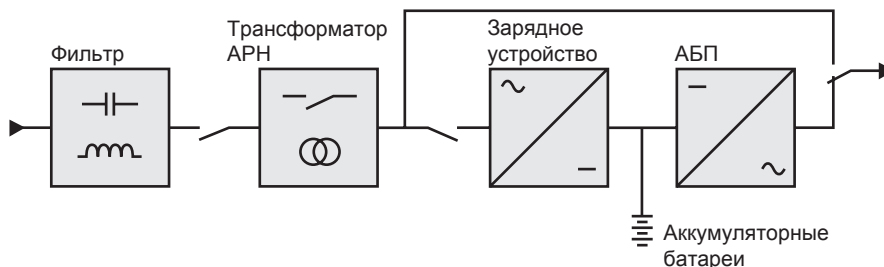 Фильтр
Трансформатор
АРН
Зарядное
устройство
АБП
Аккумуляторные
батареи